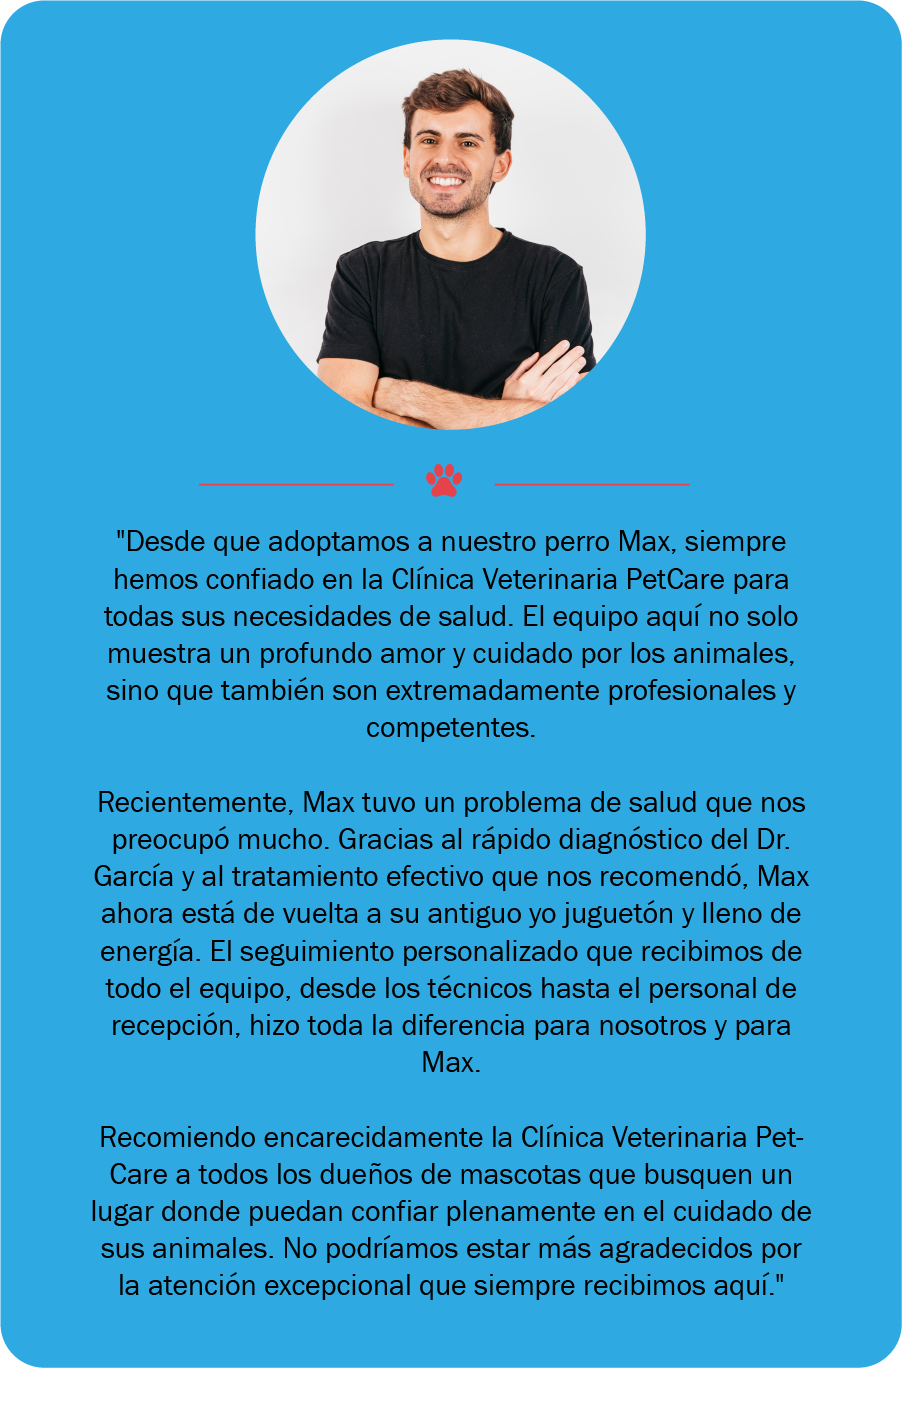 "Desde que adoptamos a nuestro perro Max, siempre
hemos confiado en la Clínica Veterinaria PetCare para
todas sus necesidades de salud. El equipo aquí no solo
muestra un profundo amor y cuidado por los animales,
sino que también son extremadamente profesionales y
competentes.
Recientemente, Max tuvo un problema de salud que nos
preocupó mucho. Gracias al rápido diagnóstico del Dr.
García y al tratamiento efectivo que nos recomendó, Max
ahora está de vuelta a su antiguo yo juguetón y lleno de
energía. El seguimiento personalizado que recibimos de
todo el equipo, desde los técnicos hasta el personal de
recepción, hizo toda la diferencia para nosotros y para
Max.
Recomiendo encarecidamente la Clínica Veterinaria Pet-
Care a todos los dueños de mascotas que busquen un
lugar donde puedan confiar plenamente en el cuidado de
sus animales. No podríamos estar más agradecidos por
la atención excepcional que siempre recibimos aquí."